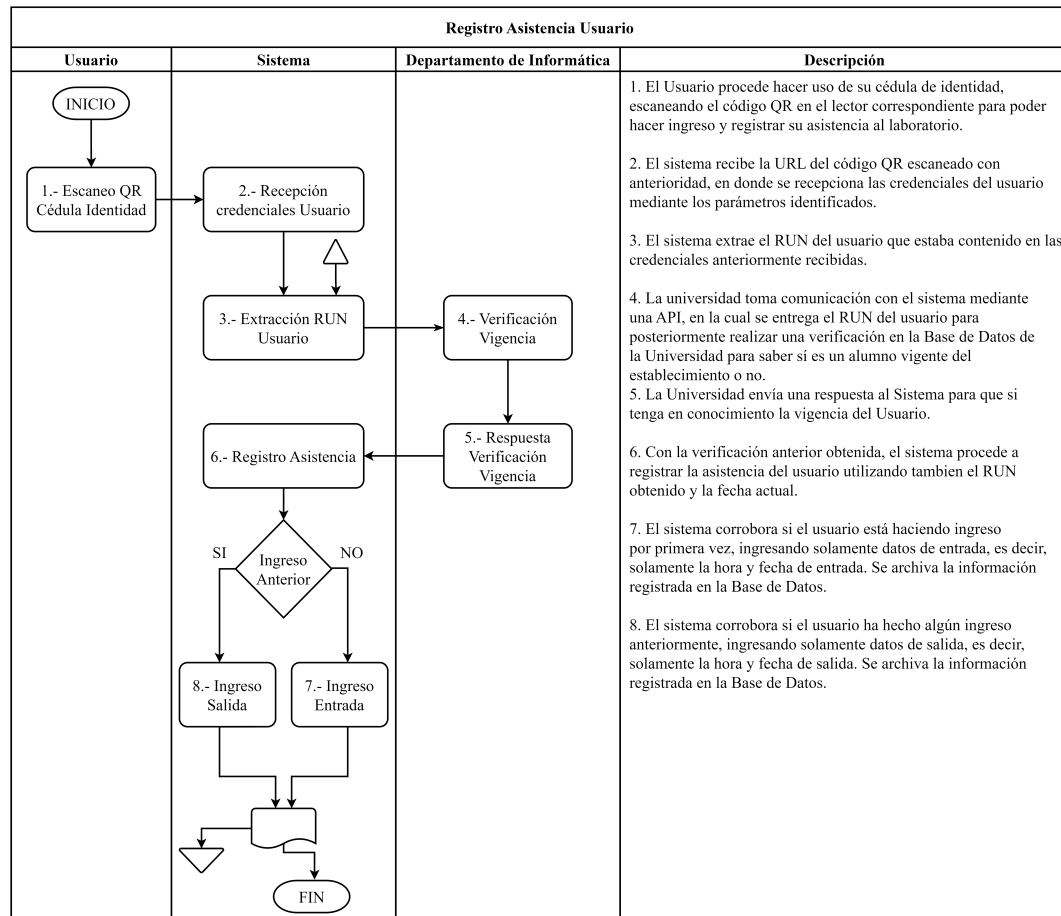 Registro Asistencia Usuario
Usuario
Sistema
Departamento de Informática
Descripción
INICIO
1.- Escaneo QR
Cédula Identidad
2.- Recepción
credenciales Usuario
3.- Extracción RUN
Usuario
4.- Verificación
Vigencia
5.- Respuesta
Verificación
Vigencia
6.- Registro Asistencia
Ingreso
Anterior
SI
NO
8.- Ingreso
Salida
7.- Ingreso
Entrada
FIN
1. El Usuario procede hacer uso de su cédula de identidad,
escaneando el código QR en el lector correspondiente para poder
hacer ingreso y registrar su asistencia al laboratorio.
2. El sistema recibe la URL del código QR escaneado con
anterioridad, en donde se recepciona las credenciales del usuario
mediante los parámetros identificados.
3. El sistema extrae el RUN del usuario que estaba contenido en las
credenciales anteriormente recibidas.
4. La universidad toma comunicación con el sistema mediante
una API, en la cual se entrega el RUN del usuario para
posteriormente realizar una verificación en la Base de Datos de
la Universidad para saber sí es un alumno vigente del
establecimiento o no.
5. La Universidad envía una respuesta al Sistema para que si
tenga en conocimiento la vigencia del Usuario.
6. Con la verificación anterior obtenida, el sistema procede a
registrar la asistencia del usuario utilizando tambien el RUN
obtenido y la fecha actual.
7. El sistema corrobora si el usuario está haciendo ingreso
por primera vez, ingresando solamente datos de entrada, es decir,
solamente la hora y fecha de entrada. Se archiva la información
registrada en la Base de Datos.
8. El sistema corrobora si el usuario ha hecho algún ingreso
anteriormente, ingresando solamente datos de salida, es decir,
solamente la hora y fecha de salida. Se archiva la información
registrada en la Base de Datos.